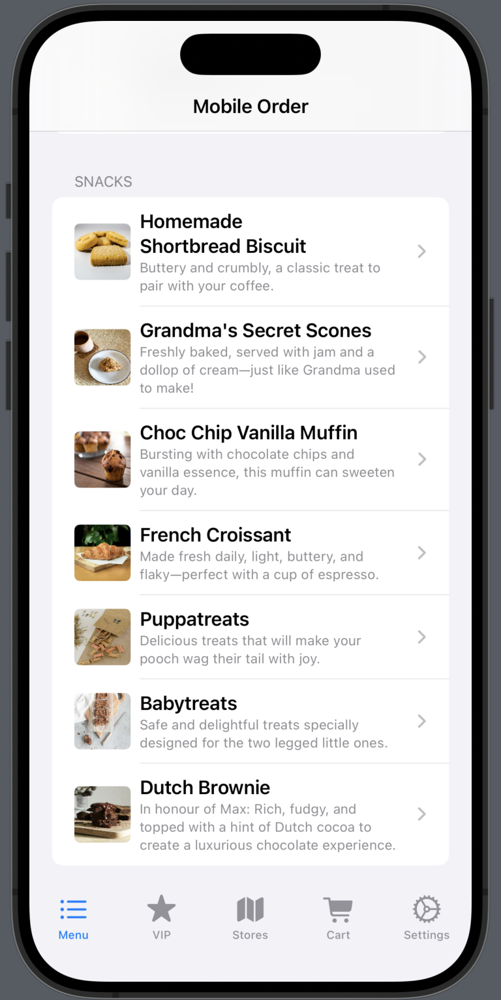 Mobile Order
SNACKS
Homemade
Shortbread Biscuit
Buttery and crumbly, a classic treat to
pair with your coffee.
Grandma's Secret Scones
Freshly baked, served with jam and a
dollop of cream—just like Grandma used
to make!
Choc Chip Vanilla Muffin
Bursting with chocolate chips and
vanilla essence, this muffin can sweeten
your day.
French Croissant
Made fresh daily, light, buttery, and
flaky—perfect with a cup of espresso.
Puppatreats
Delicious treats that will make your
pooch wag their tail with joy.
Babytreats
Safe and delightful treats specially
designed for the two legged little ones.
Dutch Brownie
In honour of Max: Rich, fudgy, and
topped with a hint of Dutch cocoa to
create a luxurious chocolate experience.
Menu VIP Stores Cart Settings